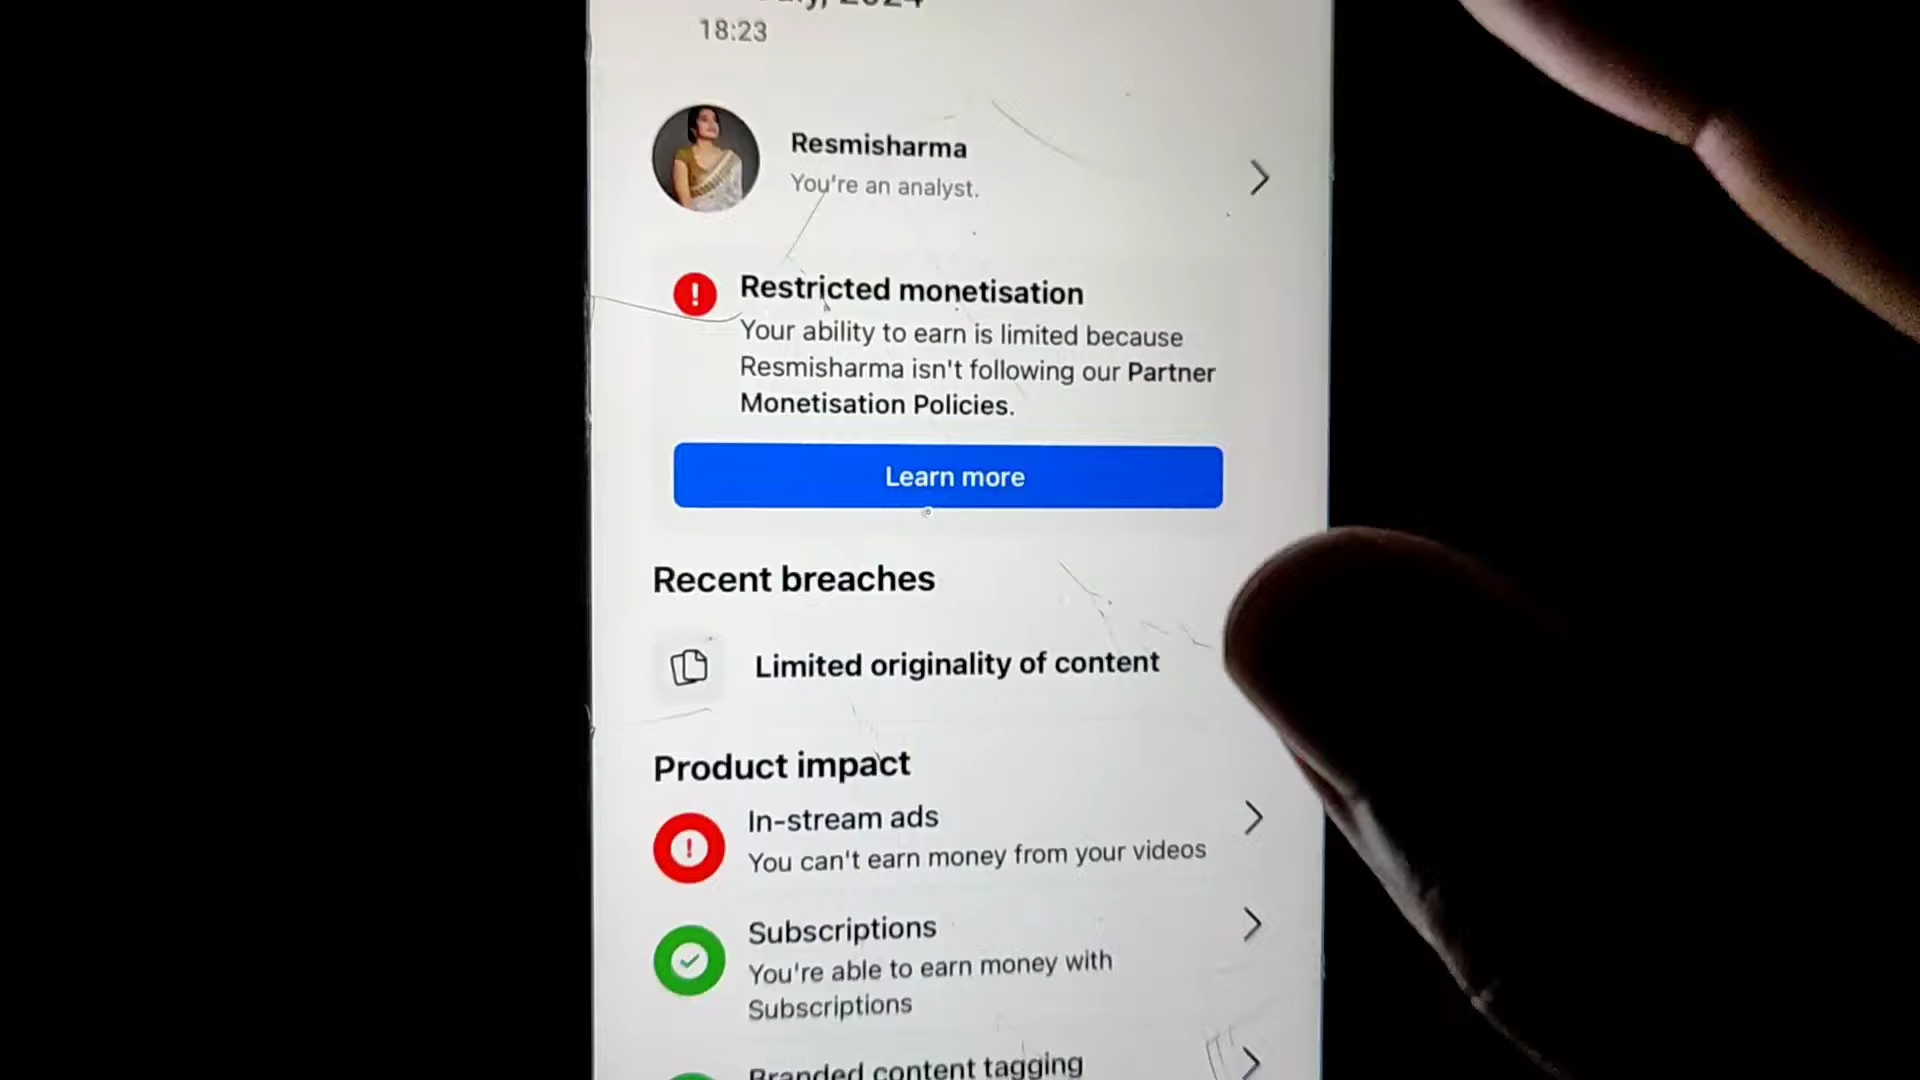 2024
18:23
Resmisharma
You're an analyst.
Restricted monetisation
Your ability to earn is limited because
Resmisharma isn't following our Partner
Monetisation Policies.
Learn more
Recent breaches
Limited originality of content
Product impact
In-stream ads
You can't earn money from your videos
Subscriptions
You're able to earn money with
Subscriptions
Branded content tagging